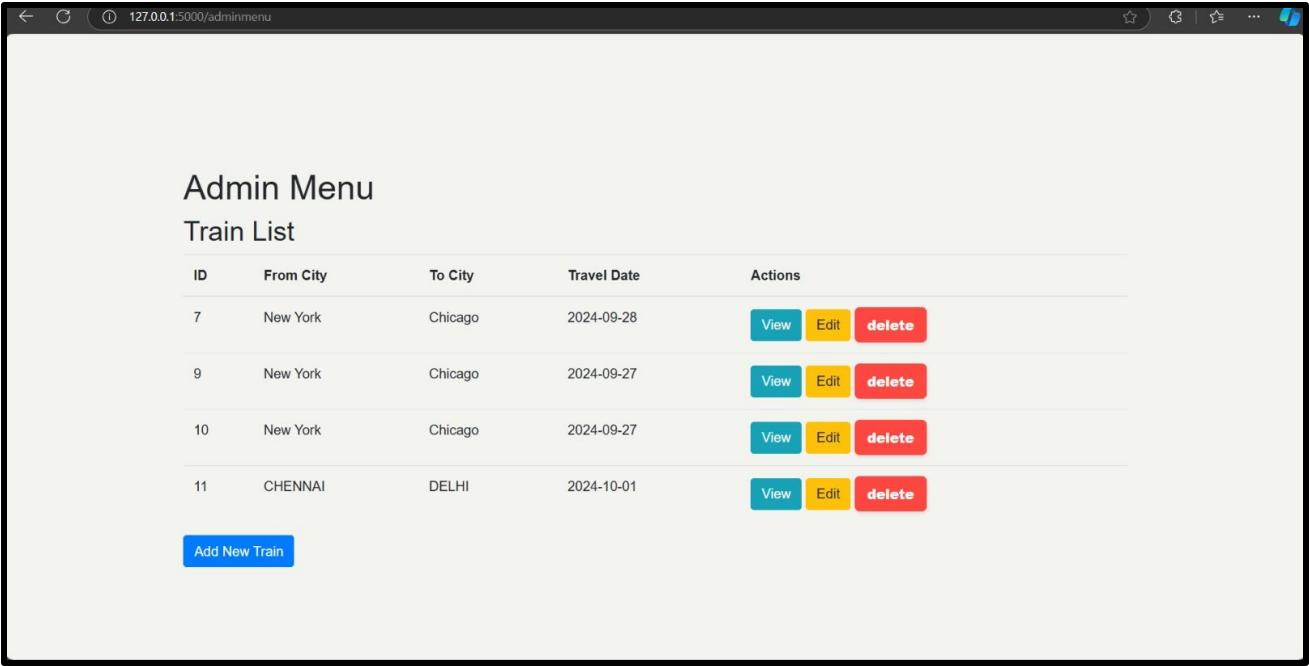 127.0.0.1:5000/adminmenu
Admin Menu
Train List
ID From City To City Travel Date Actions
7 New York Chicago 2024-09-28 View Edit delete
9 New York Chicago 2024-09-27 View Edit delete
10 New York Chicago 2024-09-27 View Edit delete
11 CHENNAI DELHI 2024-10-01 View Edit delete
Add New Train